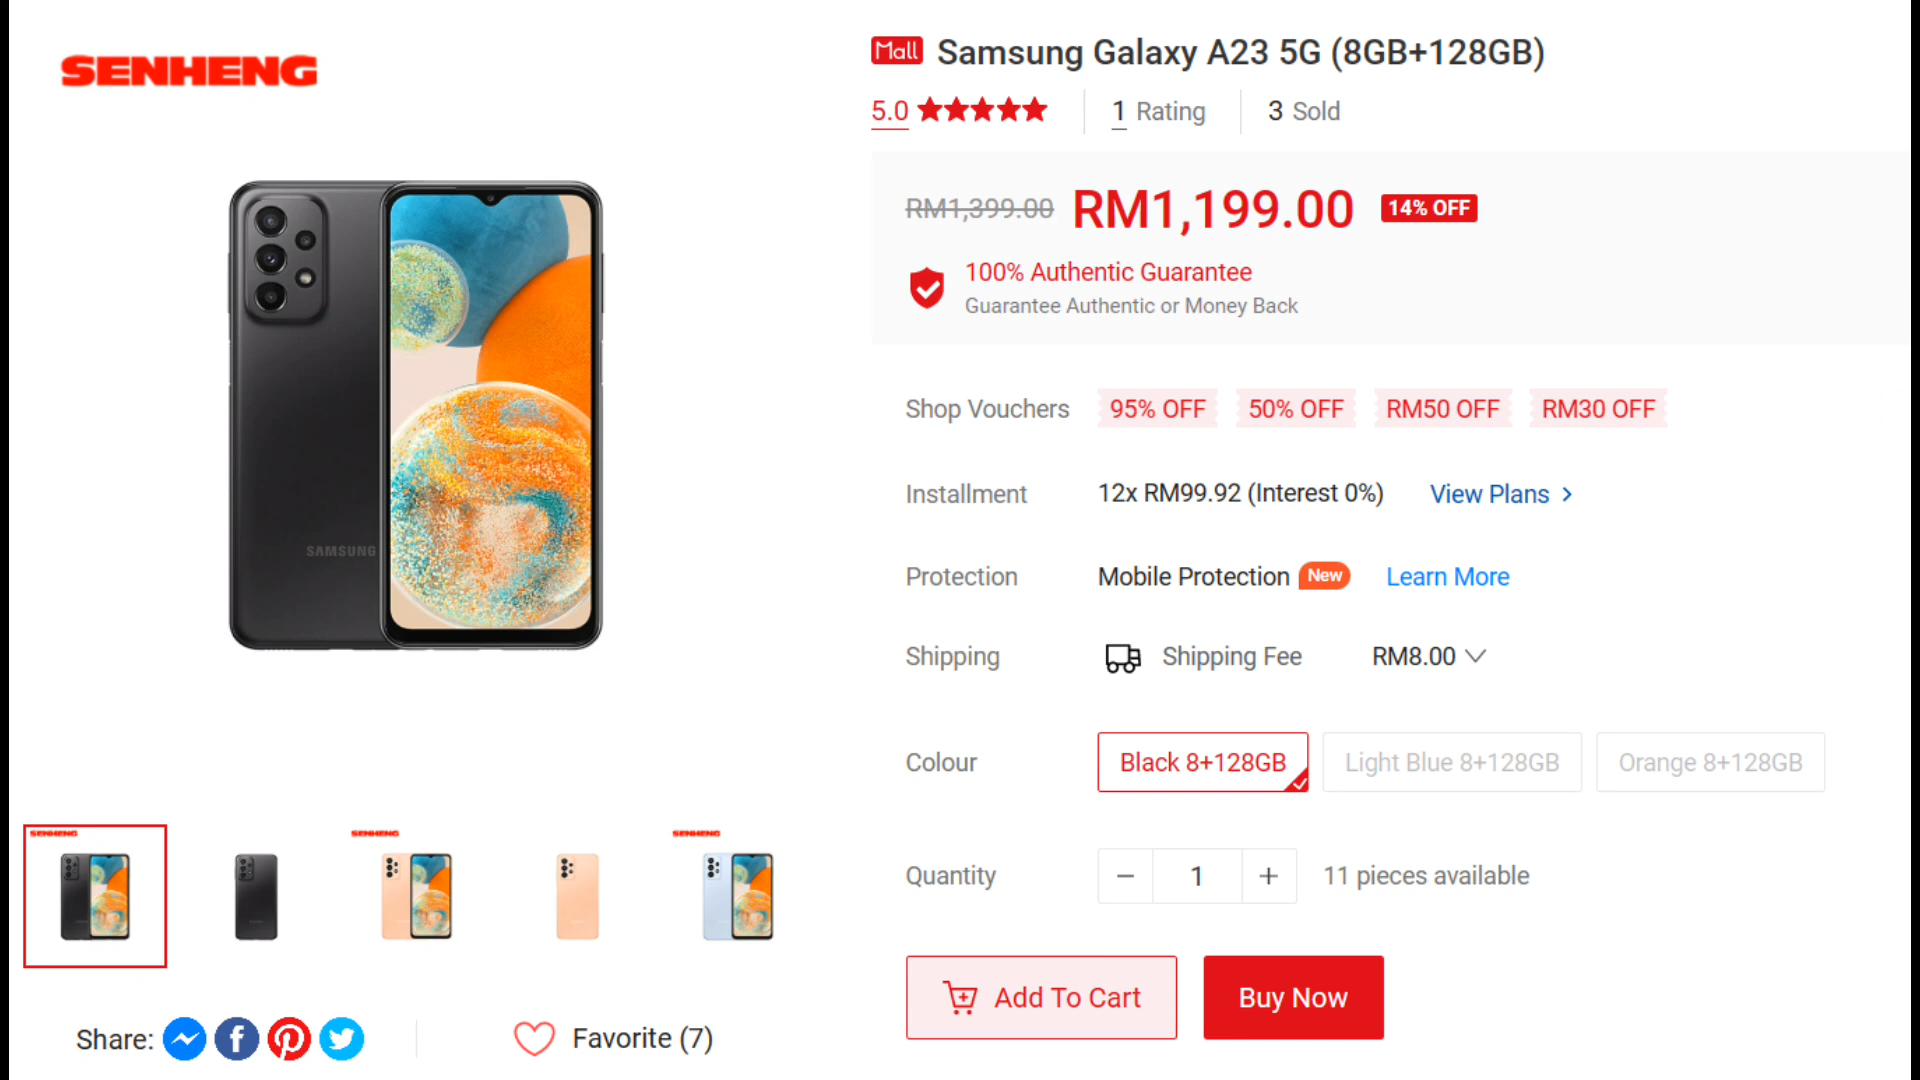 SENHENG
SAMSUNG
SENHENG
SENHENG
SENHENG
Share:
Favorite (7)
Mall Samsung Galaxy A23 5G (8GB+128GB)
5.0 1 Rating 3 Sold
RM1,399.00 RM1,199.00 14% OFF
100% Authentic Guarantee
Guarantee Authentic or Money Back
Shop Vouchers 95% OFF 50% OFF RM50 OFF RM30 OFF
Installment 12x RM99.92 (Interest 0%) View Plans >
Protection Mobile Protection New Learn More
Shipping Shipping Fee RM8.00
Colour Black 8+128GB Light Blue 8+128GB Orange 8+128GB
Quantity − 1 + 11 pieces available
Add To Cart Buy Now